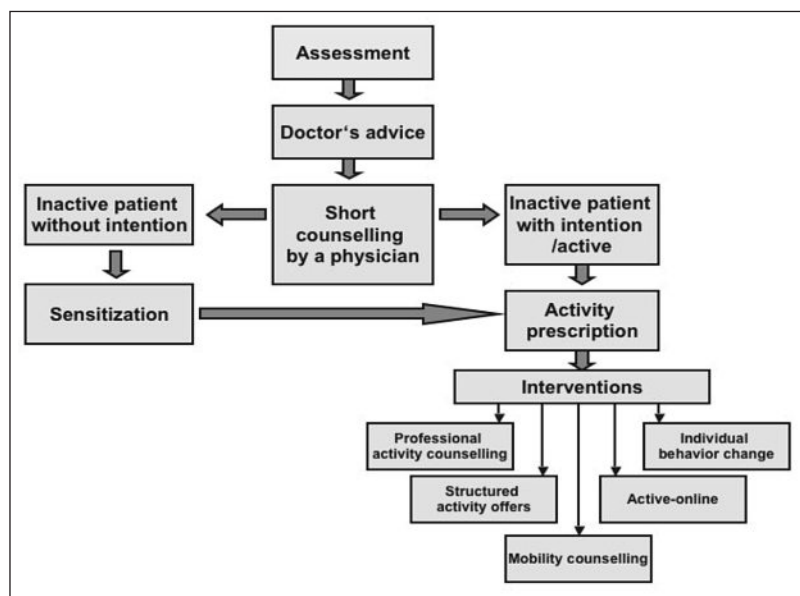 Assessment
Doctor‘s advice
Inactive patient
without intention
Short
counselling
by a physician
Inactive patient
with intention
/active
Sensitization
Activity
prescription
Interventions
Professional
activity counselling
Individual
behavior change
Structured
activity offers
Active-online
Mobility counselling